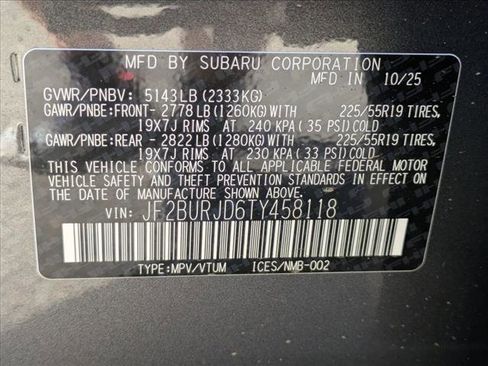 MFD BY SUBARU CORPORATION
MFD IN 10/25
GVWR/PNBV: 5143LB (2333KG)
GAWR/PNBE:FRONT- 2778LB(1260KG)WITH 225/55R19 TIRES,
19X7J RIMS AT 240 KPA(35 PSI)COLD
GAWR/PNBE:REAR - 2822LB(1280KG)WITH 225/55R19 TIRES,
19X7J RIMS AT 230 KPA(33 PSI)COLD
THIS VEHICLE CONFORMS TO ALL APPLICABLE FEDERAL MOTOR
VEHICLE SAFETY AND THEFT PREVENTION STANDARDS IN EFFECT ON
THE DATE OF MANUFACTURE SHOWN ABOVE.
VIN: JF2BURJD6TY458118
TYPE:MPV/VTUM ICES/NMB-002